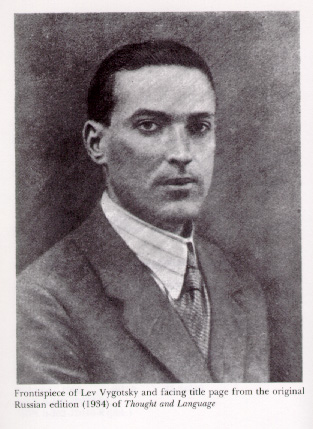 Frontispiece of Lev Vygotsky and facing title page from the original
Russian edition (1934) of Thought and Language